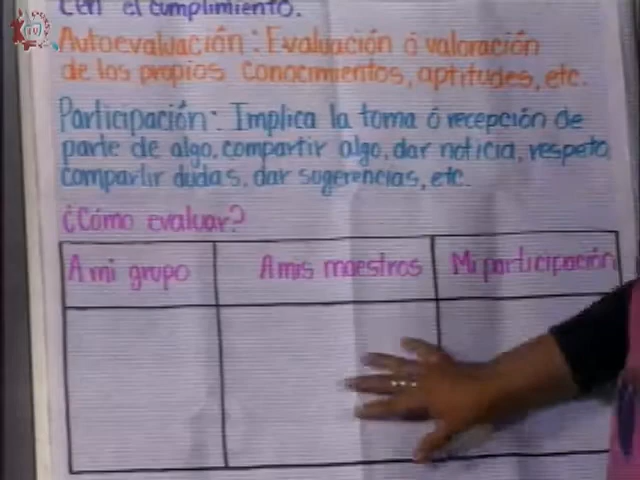 con el cumplimiento.
Autoevaluación: Evaluación ó valoración
de los propios conocimientos, aptitudes, etc.
Participación: Implica la toma ó recepción de
parte de algo, compartir algo, dar noticia, respeto,
compartir dudas, dar sugerencias, etc.
¿Cómo evaluar?
A mi grupo
A mis maestros
Mi participación